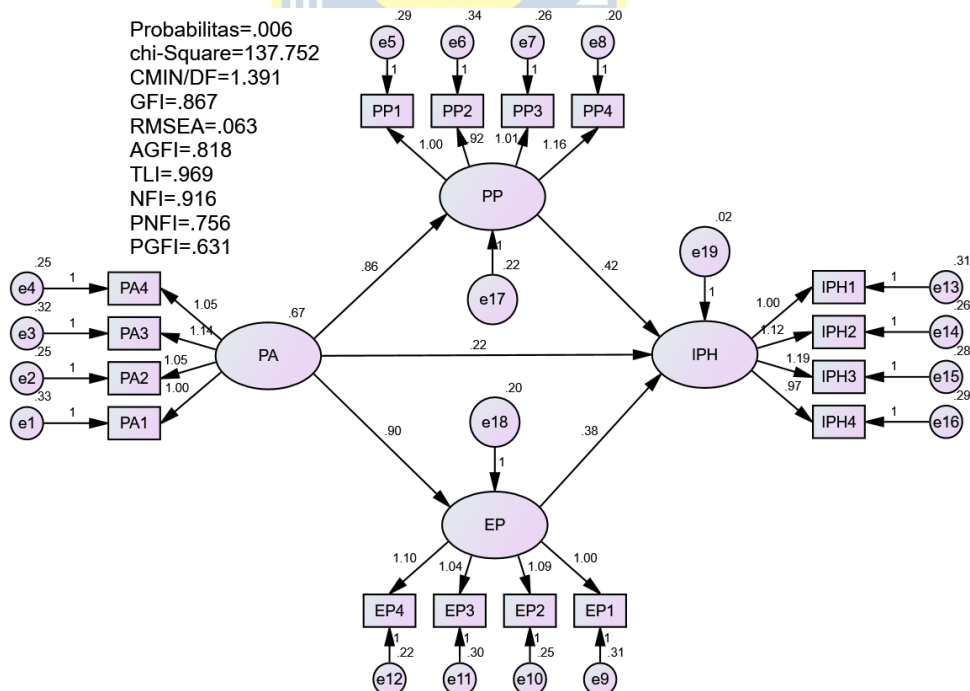 Probabilitas=.006
chi-Square=137.752
CMIN/DF=1.391
GFI=.867
RMSEA=.063
AGFI=.818
TLI=.969
NFI=.916
PNFI=.756
PGFI=.631
.29 .34 .26 .20
e5 e6 e7 e8
1 1 1 1
PP1 PP2 PP3 PP4
1.00 .92 1.01 1.16
PP
1
.22
e17
.86
.42
.02
e19
1
.25
e4 1 PA4 1.05
.32
e3 1 PA3 1.14
.25
e2 1 PA2 1.05
.33
e1 1 PA1 1.00
.67
PA
.22
IPH
1.00 IPH1 1 e13 .31
1.12 IPH2 1 e14 .26
1.19 IPH3 1 e15 .28
.97 IPH4 1 e16 .29
.90
.20
e18
1
.38
EP
1.10 1.04 1.09 1.00
EP4 EP3 EP2 EP1
1 1 1 1
.22 .30 .25 .31
e12 e11 e10 e9